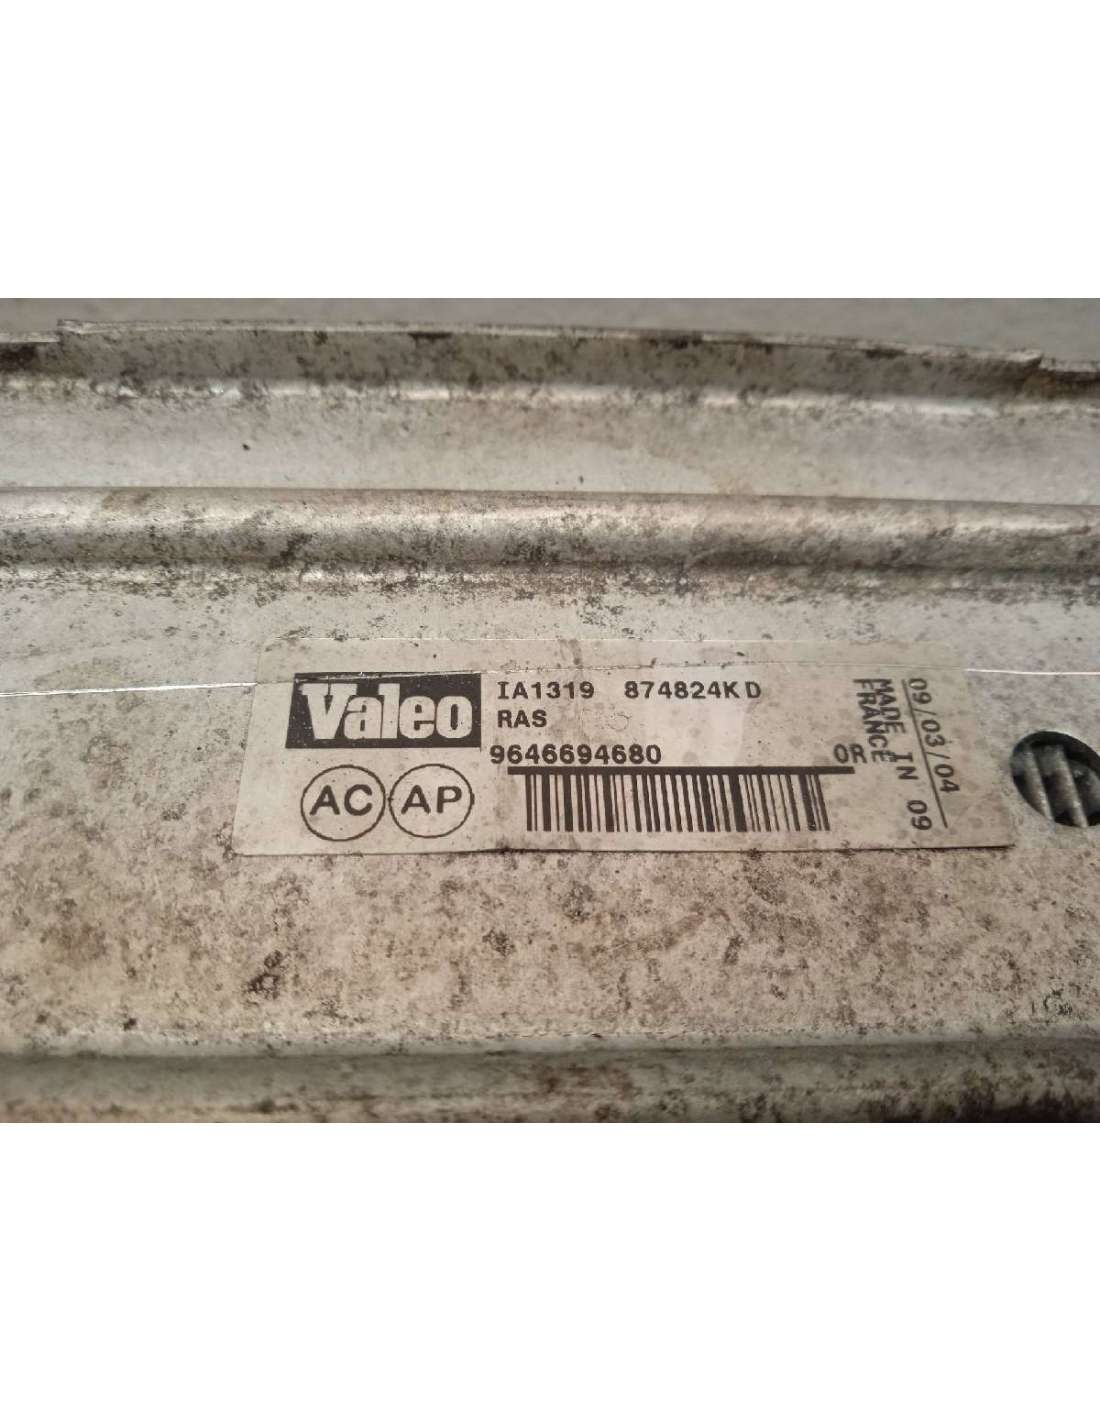 Valeo
IA1319 874824KD
RAS
9646694680 OR
AC AP
MADE IN 09
FRANCE
09/03/04